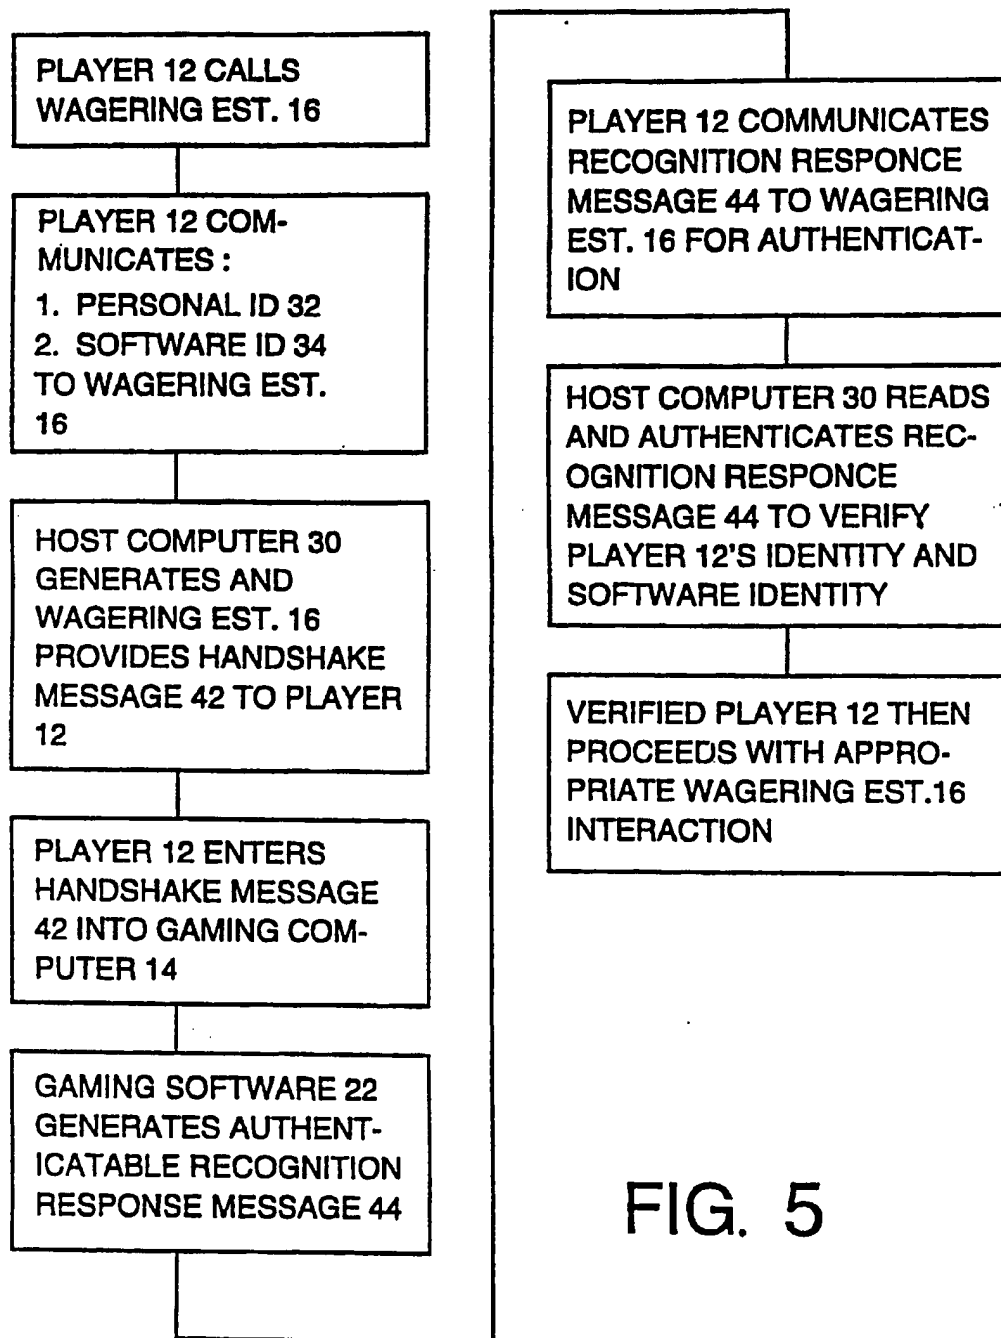 PLAYER 12 CALLS
WAGERING EST. 16
PLAYER 12 COM-
MUNICATES :
1. PERSONAL ID 32
2. SOFTWARE ID 34
TO WAGERING EST.
16
HOST COMPUTER 30
GENERATES AND
WAGERING EST. 16
PROVIDES HANDSHAKE
MESSAGE 42 TO PLAYER
12
PLAYER 12 ENTERS
HANDSHAKE MESSAGE
42 INTO GAMING COM-
PUTER 14
GAMING SOFTWARE 22
GENERATES AUTHENT-
ICATABLE RECOGNITION
RESPONSE MESSAGE 44
PLAYER 12 COMMUNICATES
RECOGNITION RESPONCE
MESSAGE 44 TO WAGERING
EST. 16 FOR AUTHENTICAT-
ION
HOST COMPUTER 30 READS
AND AUTHENTICATES REC-
OGNITION RESPONCE
MESSAGE 44 TO VERIFY
PLAYER 12'S IDENTITY AND
SOFTWARE IDENTITY
VERIFIED PLAYER 12 THEN
PROCEEDS WITH APPRO-
PRIATE WAGERING EST.16
INTERACTION
FIG. 5